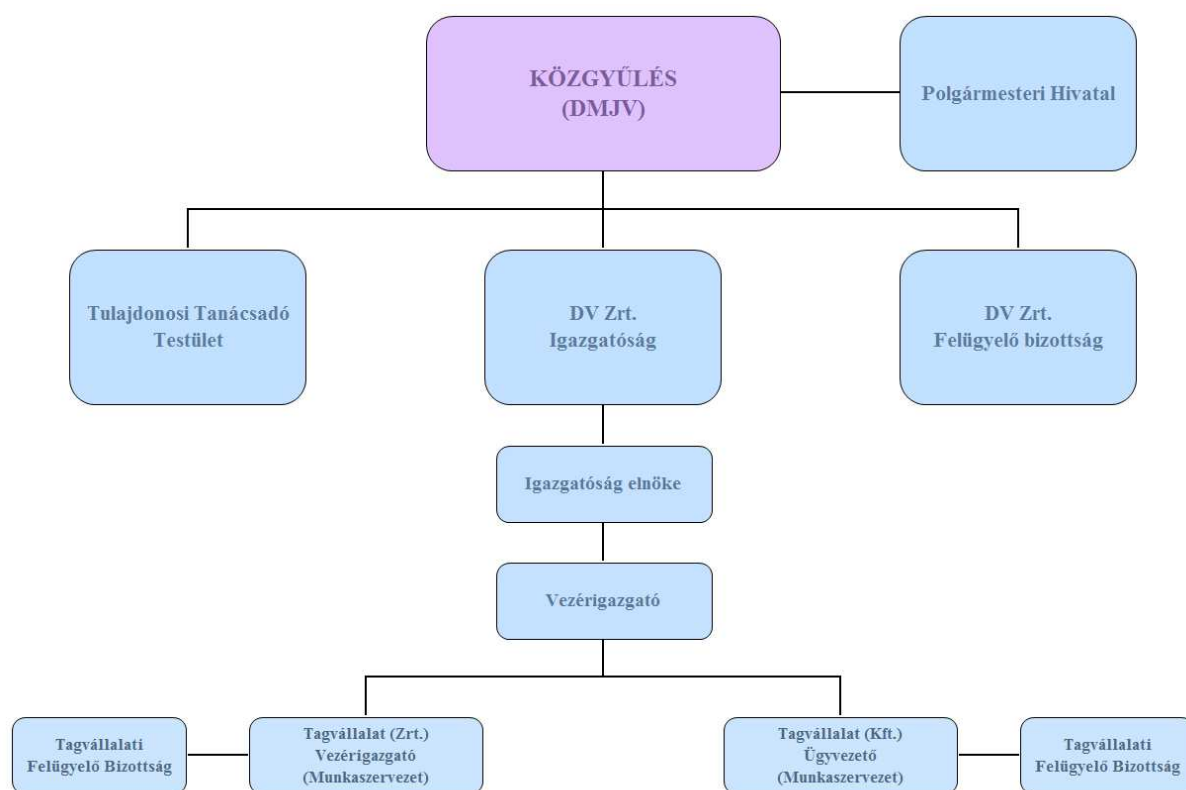 KÖZGYŰLÉS
(DMJV)
Polgármesteri Hivatal
Tulajdonosi Tanácsadó
Testület
DV Zrt.
Igazgatóság
DV Zrt.
Felügyelő bizottság
Igazgatóság elnöke
Vezérigazgató
Tagvállalati
Felügyelő Bizottság
Tagvállalat (Zrt.)
Vezérigazgató
(Munkaszervezet)
Tagvállalat (Kft.)
Ügyvezető
(Munkaszervezet)
Tagvállalati
Felügyelő Bizottság